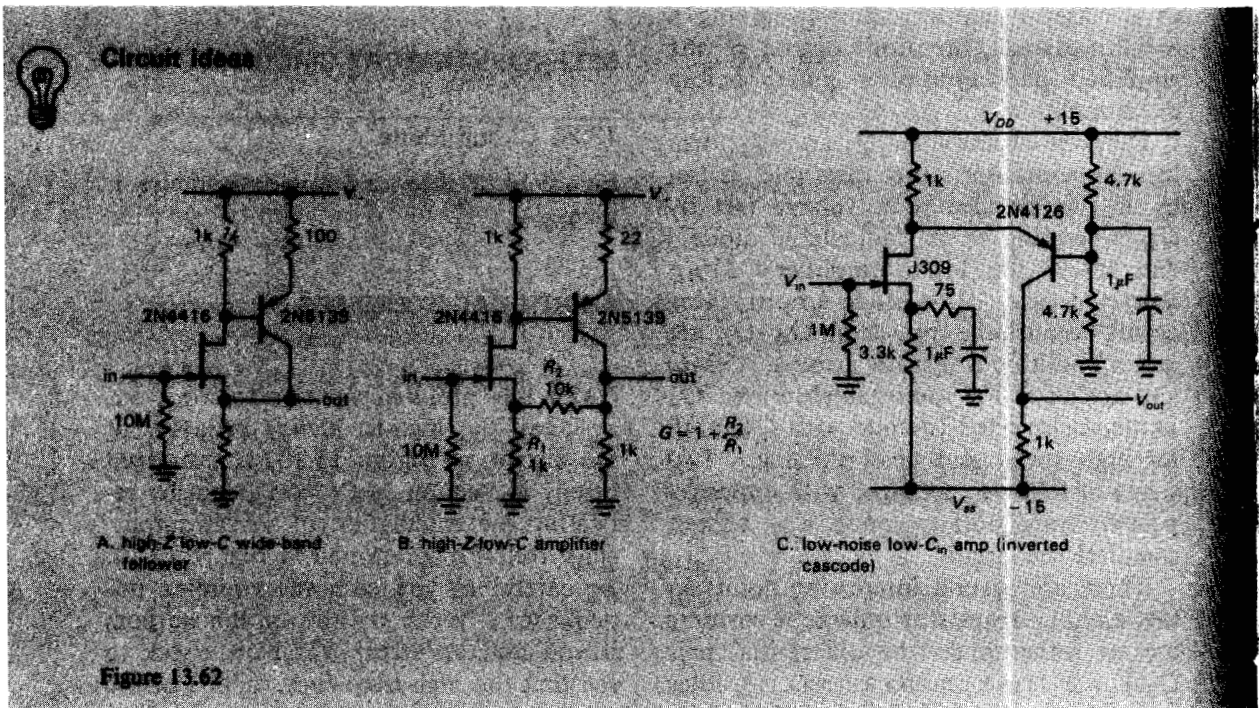 Circuit ideas
V+
1k
100
2N4416
2N5139
in
out
10M
A. high-Z low-C wide-band
follower
V+
1k
22
2N4416
2N5139
in
R2
10k
out
10M
R1
1k
1k
G = 1 + R2/R1
B. high-Z low-C amplifier
VDD +15
1k
4.7k
2N4126
J309
Vin
75
1μF
4.7k
1M
3.3k
1μF
Vout
1k
Vss -15
C. low-noise low-Cin amp (inverted
cascode)
Figure 13.62